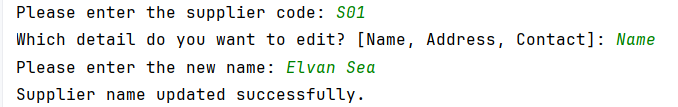 Please enter the supplier code: S01
Which detail do you want to edit? [Name, Address, Contact]: Name
Please enter the new name: Elvan Sea
Supplier name updated successfully.